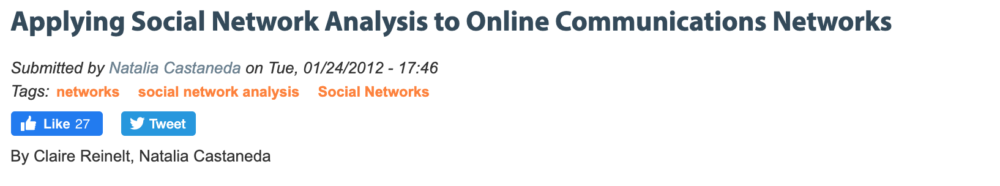 Applying Social Network Analysis to Online Communications Networks
Submitted by Natalia Castaneda on Tue, 01/24/2012 - 17:46
Tags: networks social network analysis Social Networks
Like 27 Tweet
By Claire Reinelt, Natalia Castaneda